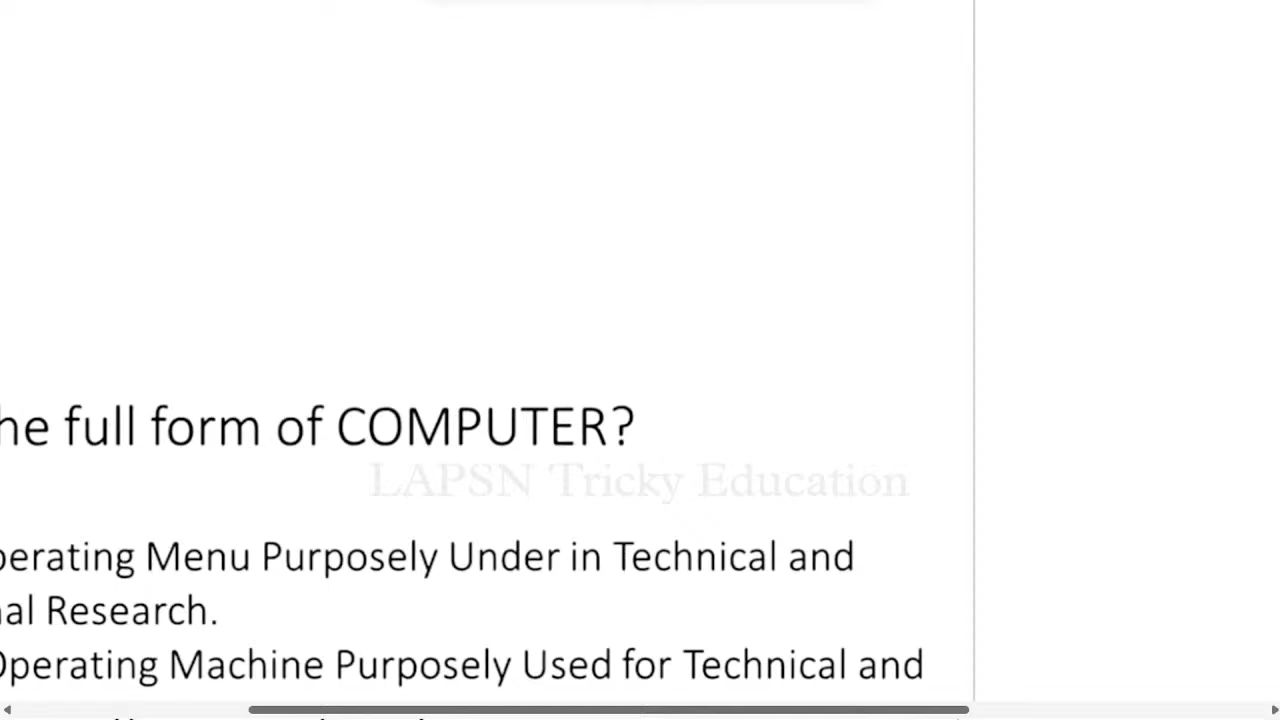 he full form of COMPUTER?
LAPSN Tricky Education
perating Menu Purposely Under in Technical and
al Research.
Operating Machine Purposely Used for Technical and